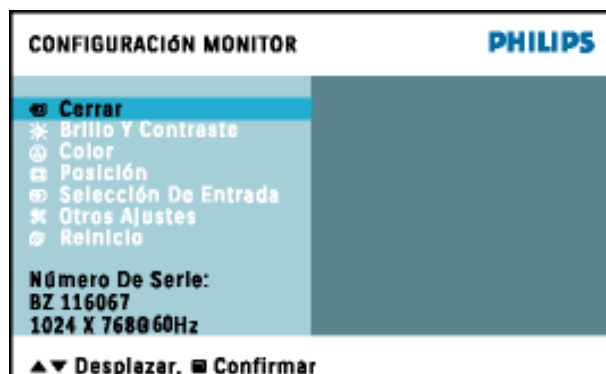 CONFIGURACIÓN MONITOR PHILIPS
Cerrar
Brillo Y Contraste
Color
Posición
Selección De Entrada
Otros Ajustes
Reinicio
Número De Serie:
BZ 116067
1024 X 768@60Hz
▲▼ Desplazar, Confirmar